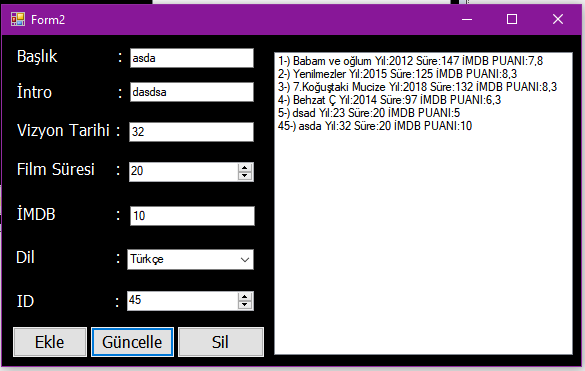 Form2
Başlık : asda
İntro : dasdsa
Vizyon Tarihi : 32
Film Süresi : 20
İMDB : 10
Dil : Türkçe
ID : 45
Ekle Güncelle Sil
1-) Babam ve oğlum Yıl:2012 Süre:147 İMDB PUANI:7,8
2-) Yenilmezler Yıl:2015 Süre:125 İMDB PUANI:8,3
3-) 7.Koğuştaki Mucize Yıl:2018 Süre:132 İMDB PUANI:8,3
4-) Behzat Ç Yıl:2014 Süre:97 İMDB PUANI:6,3
5-) dsad Yıl:23 Süre:20 İMDB PUANI:5
45-) asda Yıl:32 Süre:20 İMDB PUANI:10